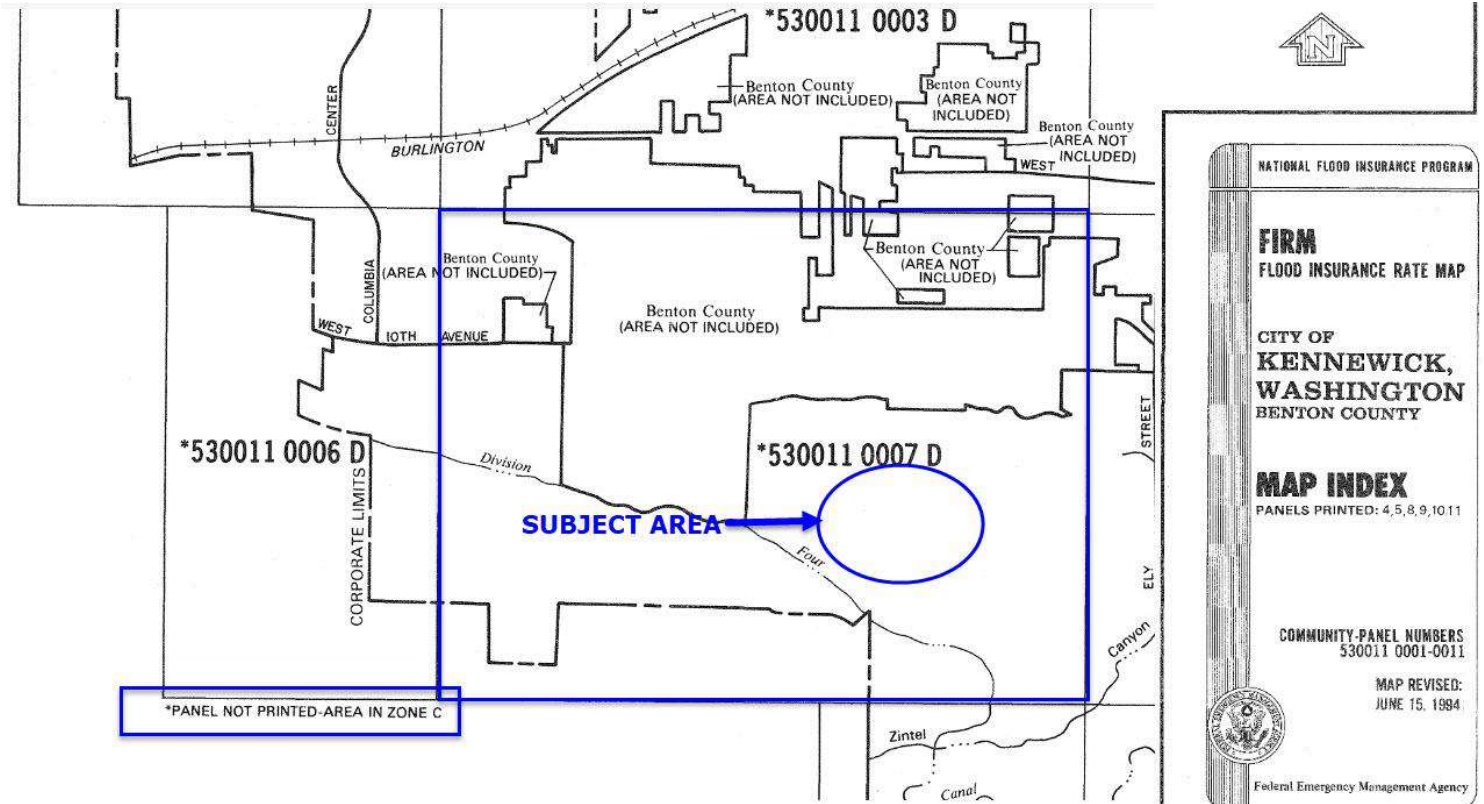 *530011 0003 D
Benton County
(AREA NOT INCLUDED)
Benton County
(AREA NOT
INCLUDED)
Benton County
(AREA NOT
INCLUDED)
WEST
CENTER
BURLINGTON
COLUMBIA
Benton County
(AREA NOT INCLUDED)
Benton County
(AREA NOT
INCLUDED)
Benton County
(AREA NOT INCLUDED)
WEST
10TH
AVENUE
*530011 0006 D
*530011 0007 D
Division
CORPORATE LIMITS
SUBJECT AREA
Four
STREET
ELY
Canyon
Zintel
Canal
*PANEL NOT PRINTED-AREA IN ZONE C
N
NATIONAL FLOOD INSURANCE PROGRAM
FIRM
FLOOD INSURANCE RATE MAP
CITY OF
KENNEWICK,
WASHINGTON
BENTON COUNTY
MAP INDEX
PANELS PRINTED: 4,5,8,9,10,11
COMMUNITY-PANEL NUMBERS
530011 0001-0011
MAP REVISED:
JUNE 15, 1994
Federal Emergency Management Agency